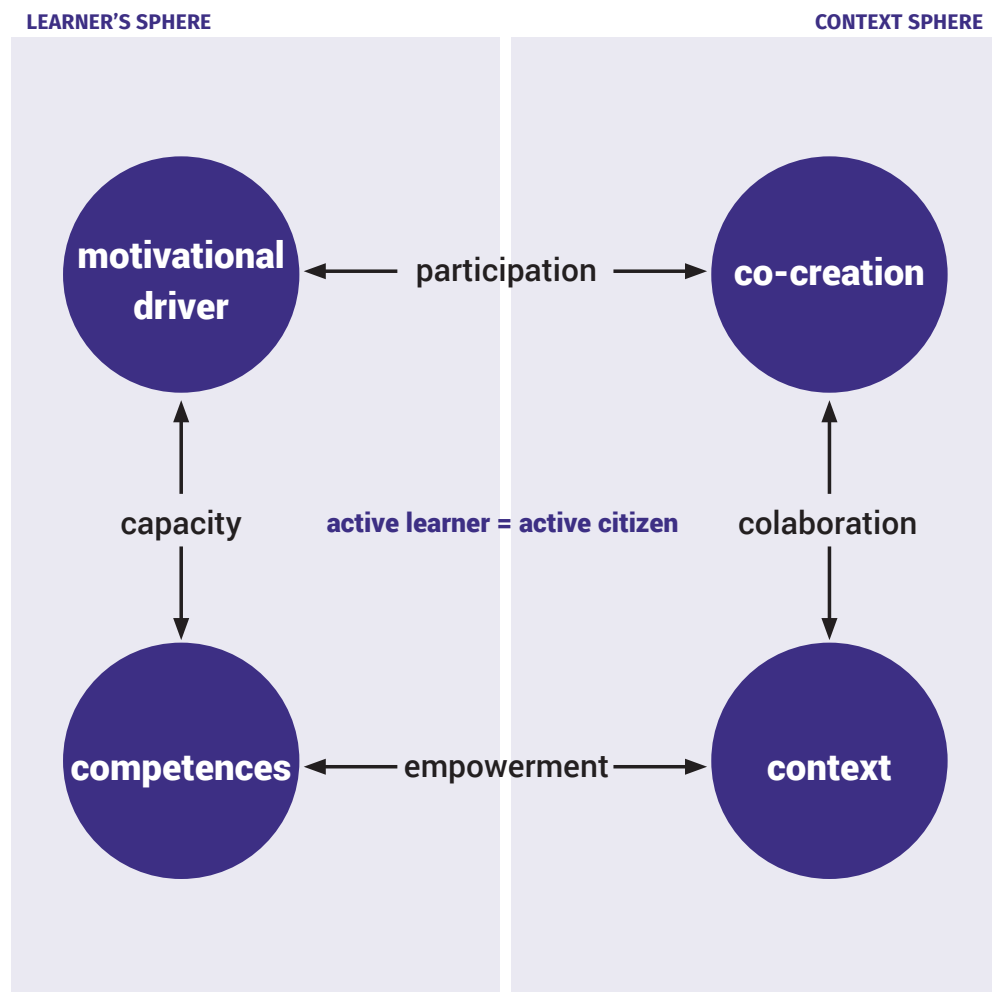 LEARNER'S SPHERE
CONTEXT SPHERE
motivational
driver
participation
co-creation
capacity
active learner = active citizen
colaboration
competences
empowerment
context